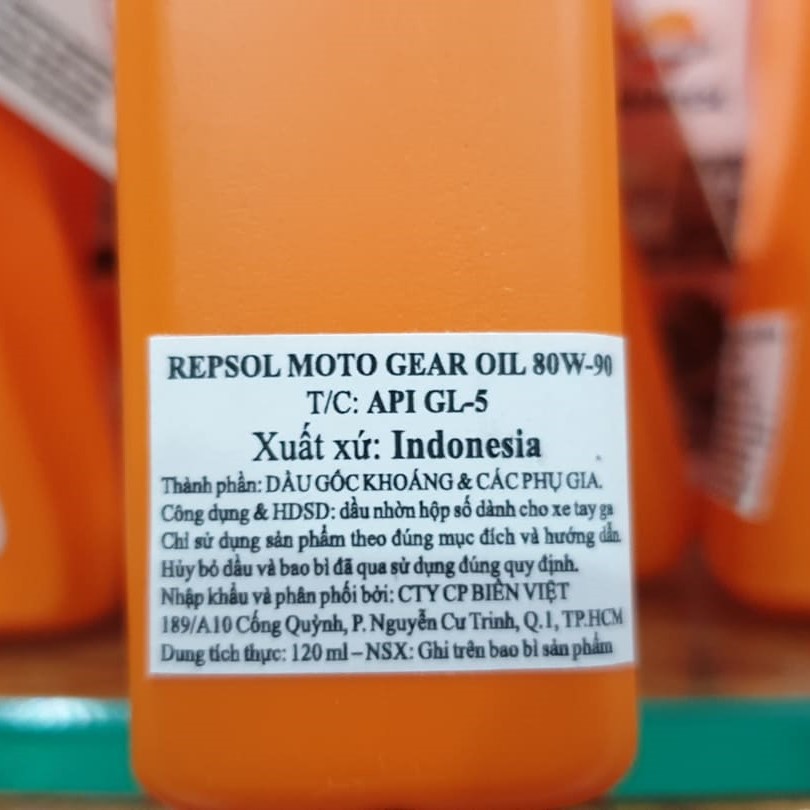 REPSOL MOTO GEAR OIL 80W-90
T/C: API GL-5
Xuất xứ: Indonesia
Thành phần: DẦU GỐC KHOÁNG & CÁC PHỤ GIA.
Công dụng & HDSD: dầu nhờn hộp số dành cho xe tay ga
Chỉ sử dụng sản phẩm theo đúng mục đích và hướng dẫn.
Hủy bỏ dầu và bao bì đã qua sử dụng đúng quy định.
Nhập khẩu và phân phối bởi: CTY CP BIỂN VIỆT
189/A10 Cống Quỳnh, P. Nguyễn Cư Trinh, Q.1, TP.HCM
Dung tích thực: 120 ml – NSX: Ghi trên bao bì sản phẩm